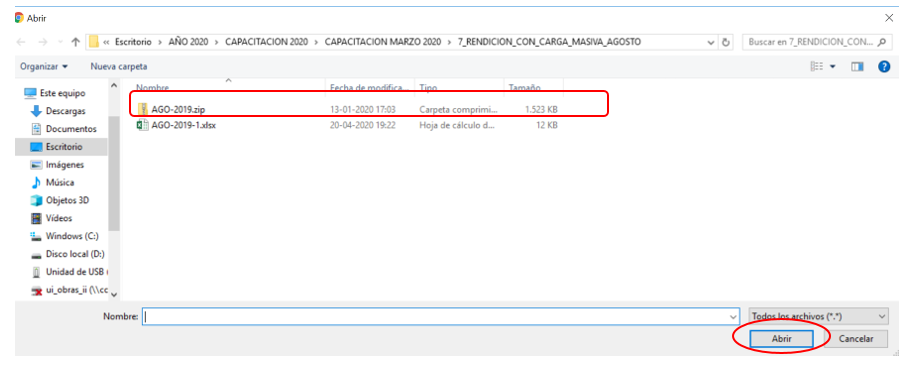 Abrir
« Escritorio › AÑO 2020 › CAPACITACION 2020 › CAPACITACION MARZO 2020 › 7_RENDICION_CON_CARGA_MASIVA_AGOSTO
Buscar en 7_RENDICION_CON...
Organizar
Nueva carpeta
Nombre Fecha de modifica... Tipo Tamaño
AGO-2019.zip 13-01-2020 17:03 Carpeta comprimi... 1.523 KB
AGO-2019-1.xlsx 20-04-2020 19:22 Hoja de cálculo d... 12 KB
Este equipo
Descargas
Documentos
Escritorio
Imágenes
Música
Objetos 3D
Vídeos
Windows (C:)
Disco local (D:)
Unidad de USB
ui_obras_ii (\\cc
Nombre:
Todos los archivos (*.*)
Abrir
Cancelar